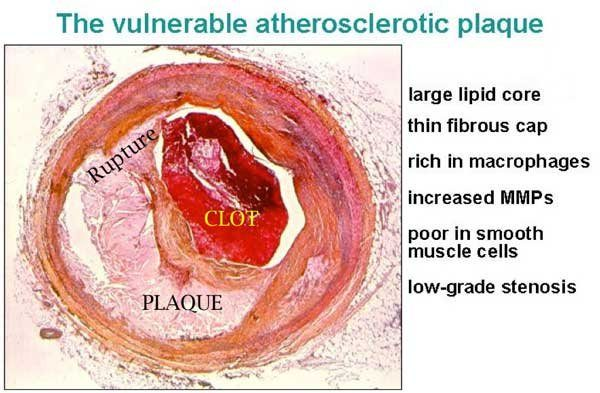 The vulnerable atherosclerotic plaque
Rupture
CLOT
PLAQUE
large lipid core
thin fibrous cap
rich in macrophages
increased MMPs
poor in smooth
muscle cells
low-grade stenosis